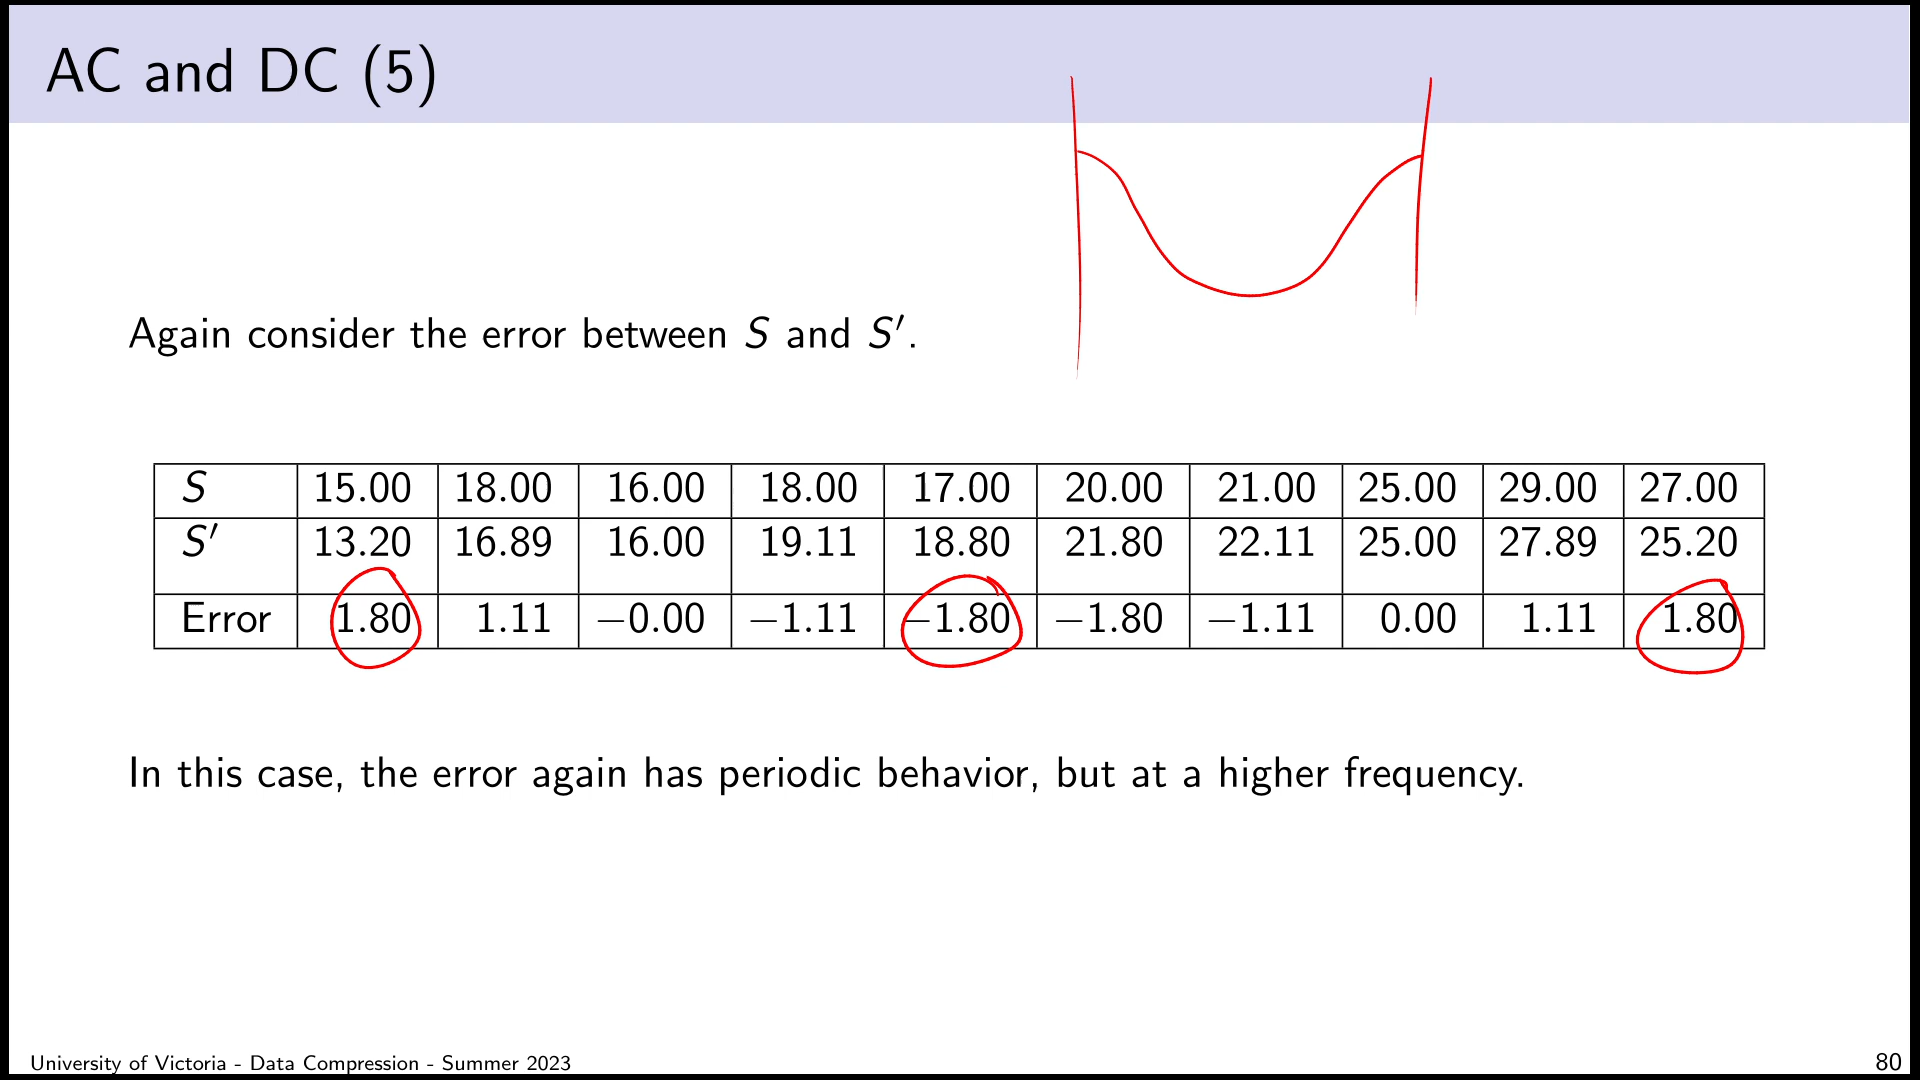 AC and DC (5)
Again consider the error between S and S′.
S 15.00 18.00 16.00 18.00 17.00 20.00 21.00 25.00 29.00 27.00
S′ 13.20 16.89 16.00 19.11 18.80 21.80 22.11 25.00 27.89 25.20
Error 1.80 1.11 −0.00 −1.11 −1.80 −1.80 −1.11 0.00 1.11 1.80
In this case, the error again has periodic behavior, but at a higher frequency.
University of Victoria - Data Compression - Summer 2023 80